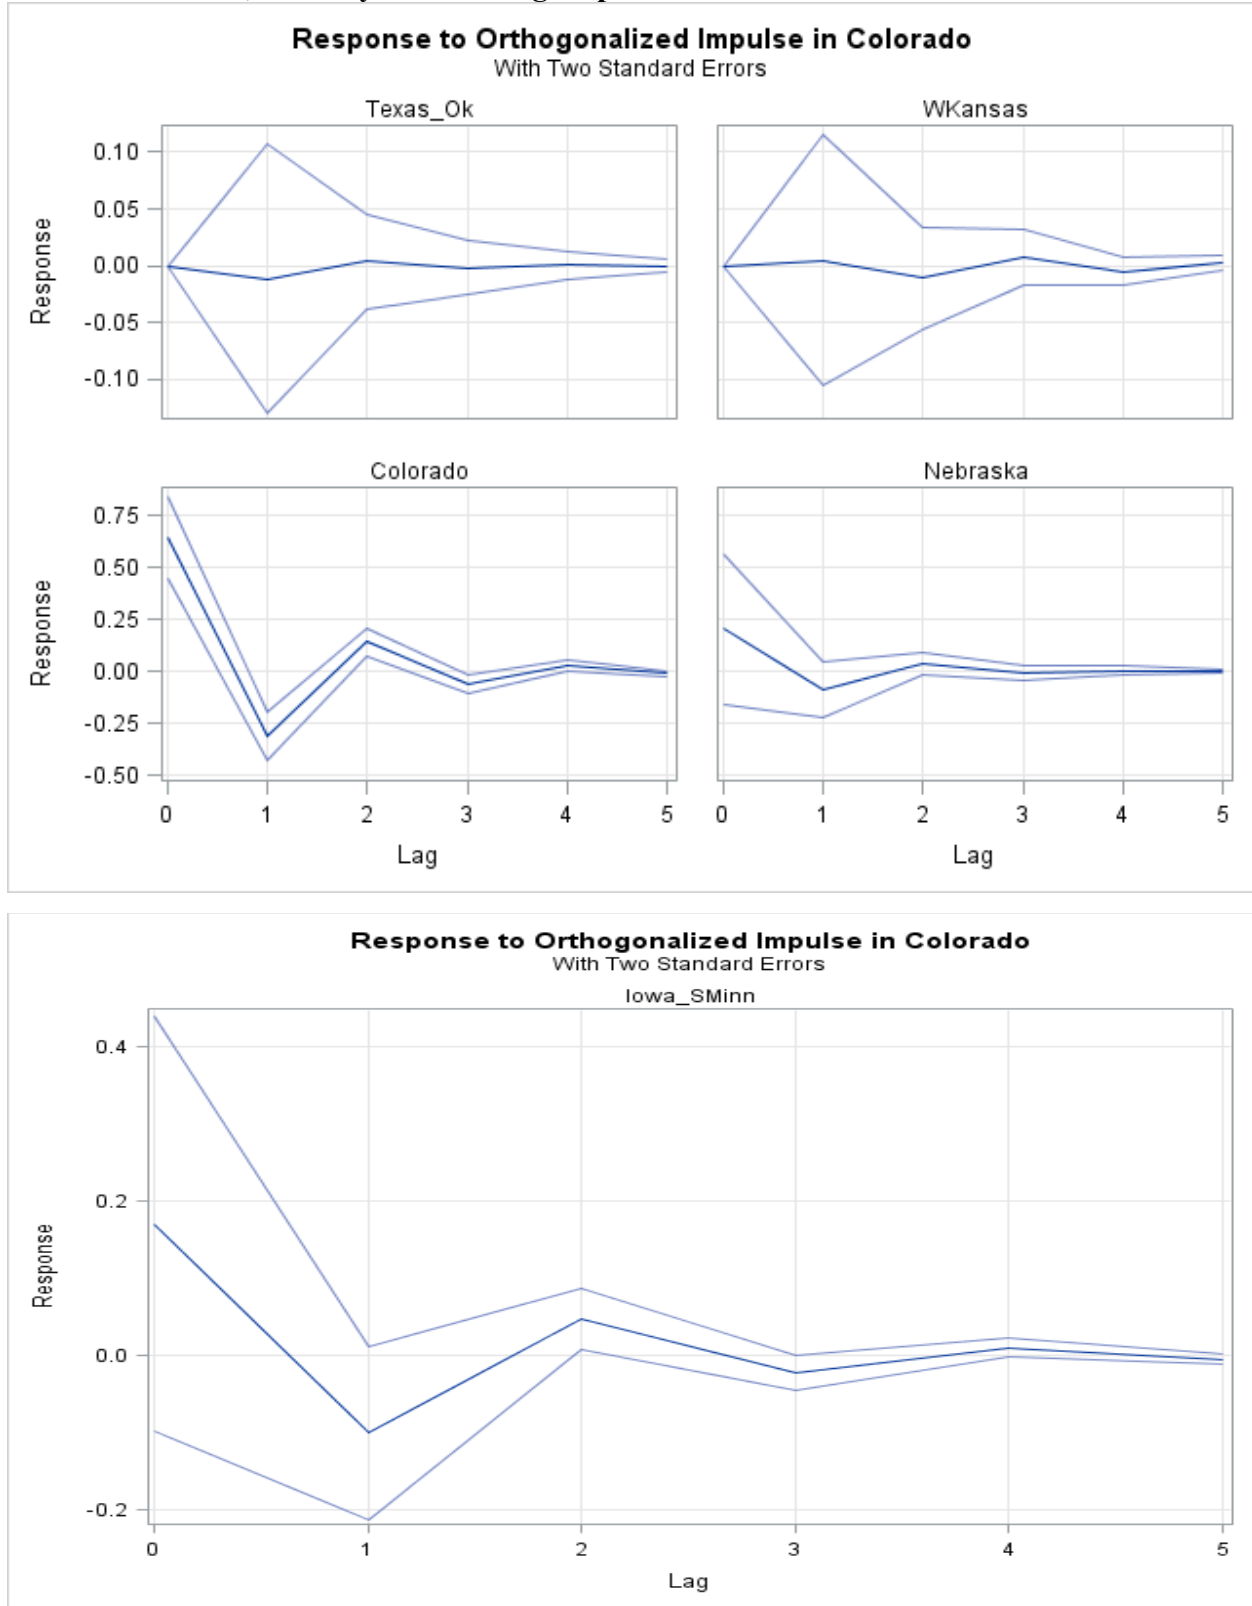 Response to Orthogonalized Impulse in Colorado
With Two Standard Errors
Texas_Ok
WKansas
0.10
0.05
0.00
-0.05
-0.10
Response
Colorado
Nebraska
0.75
0.50
0.25
0.00
-0.25
-0.50
Response
0 1 2 3 4 5
0 1 2 3 4 5
Lag
Lag
Response to Orthogonalized Impulse in Colorado
With Two Standard Errors
Iowa_SMinn
0.4
0.2
0.0
-0.2
Response
0 1 2 3 4 5
Lag